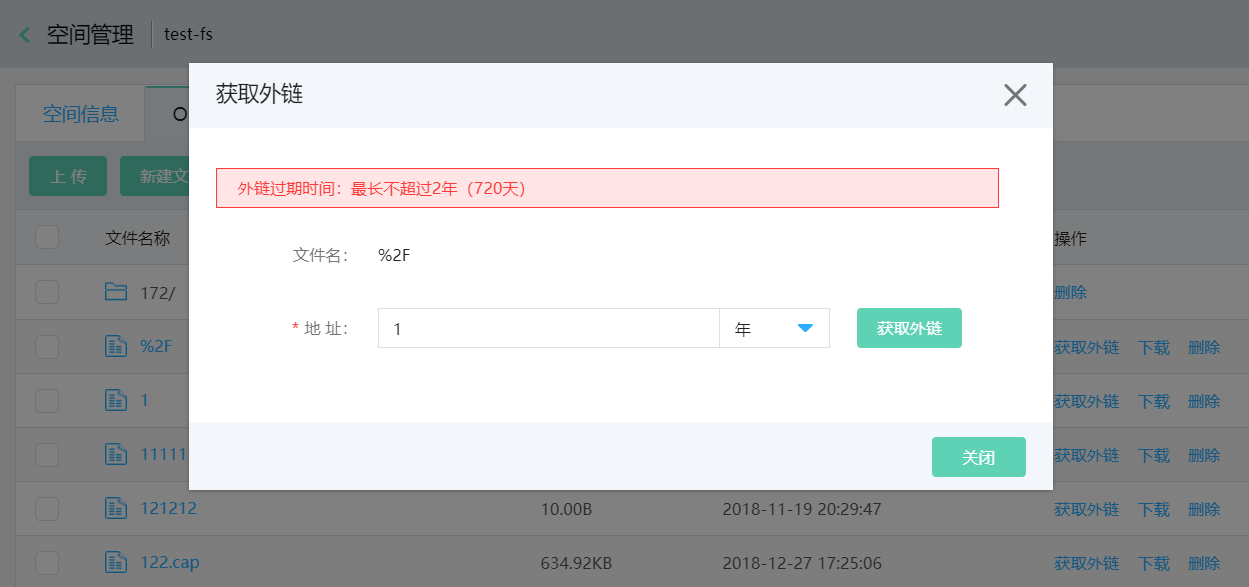 空间管理 test-fs
获取外链
空间信息 O
外链过期时间：最长不超过2年（720天）
上 传 新建文
文件名称 操作
文件名： %2F
172/ 删除
* 地 址： 1 年 获取外链
%2F 获取外链 下载 删除
1 获取外链 下载 删除
11111 获取外链 下载 删除
关闭
121212 10.00B 2018-11-19 20:29:47 获取外链 下载 删除
122.cap 634.92KB 2018-12-27 17:25:06 获取外链 下载 删除